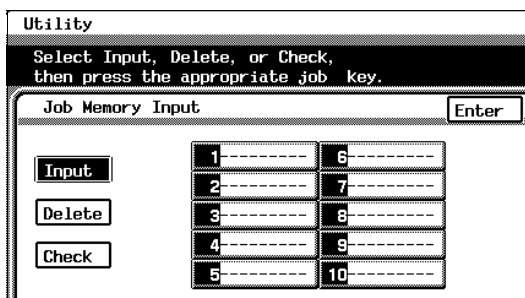 Utility
Select Input, Delete, or Check,
then press the appropriate job key.
Job Memory Input
Enter
Input
Delete
Check
1--------- 6---------
2--------- 7---------
3--------- 8---------
4--------- 9---------
5--------- 10---------